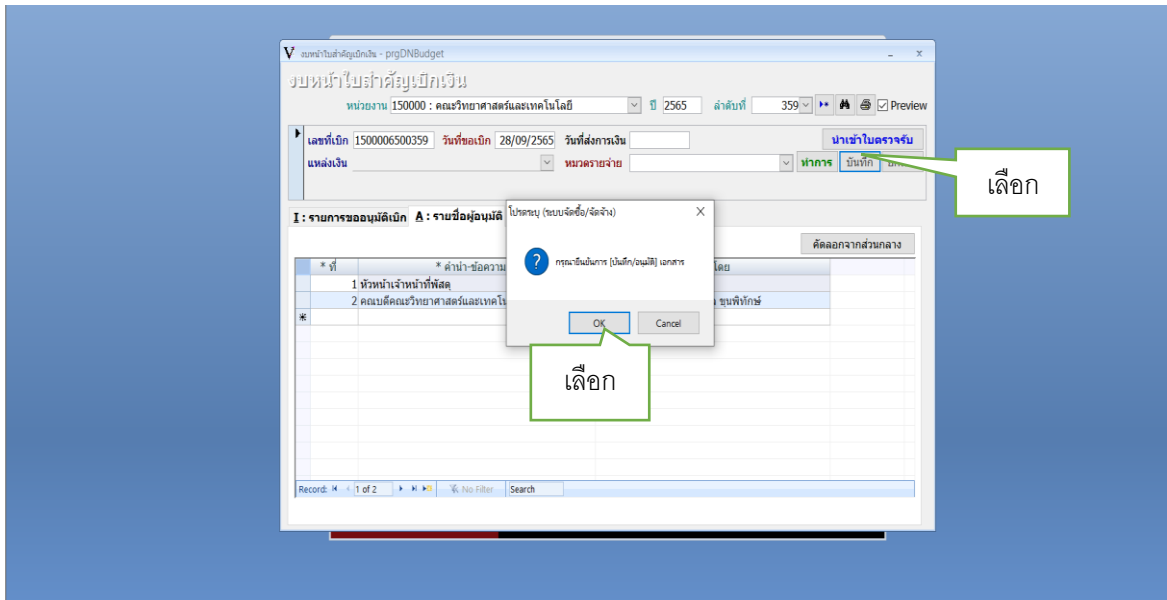 งบหน้าใบสำคัญเบิกเงิน - prgDNBudget
งบหน้าใบสำคัญเบิกเงิน
หน่วยงาน 150000 : คณะวิทยาศาสตร์และเทคโนโลยี ปี 2565 ลำดับที่ 359 Preview
เลขที่เบิก 1500006500359 วันที่ขอเบิก 28/09/2565 วันที่ส่งการเงิน นำเข้าใบตรวจรับ
แหล่งเงิน หมวดรายจ่าย ทำการ บันทึก
เลือก
I : รายการขออนุมัติเบิก A : รายชื่อผู้อนุมัติ
โปรดระบุ (ระบบจัดซื้อ/จัดจ้าง)
กรุณายืนยันการ [บันทึก/อนุมัติ] เอกสาร
OK Cancel
คัดลอกจากส่วนกลาง
* ที่ * คำนำ-ข้อความ โดย
1 หัวหน้าเจ้าหน้าที่พัสดุ
2 คณบดีคณะวิทยาศาสตร์และเทคโน ขุนพิทักษ์
เลือก
Record: 1 of 2 No Filter Search